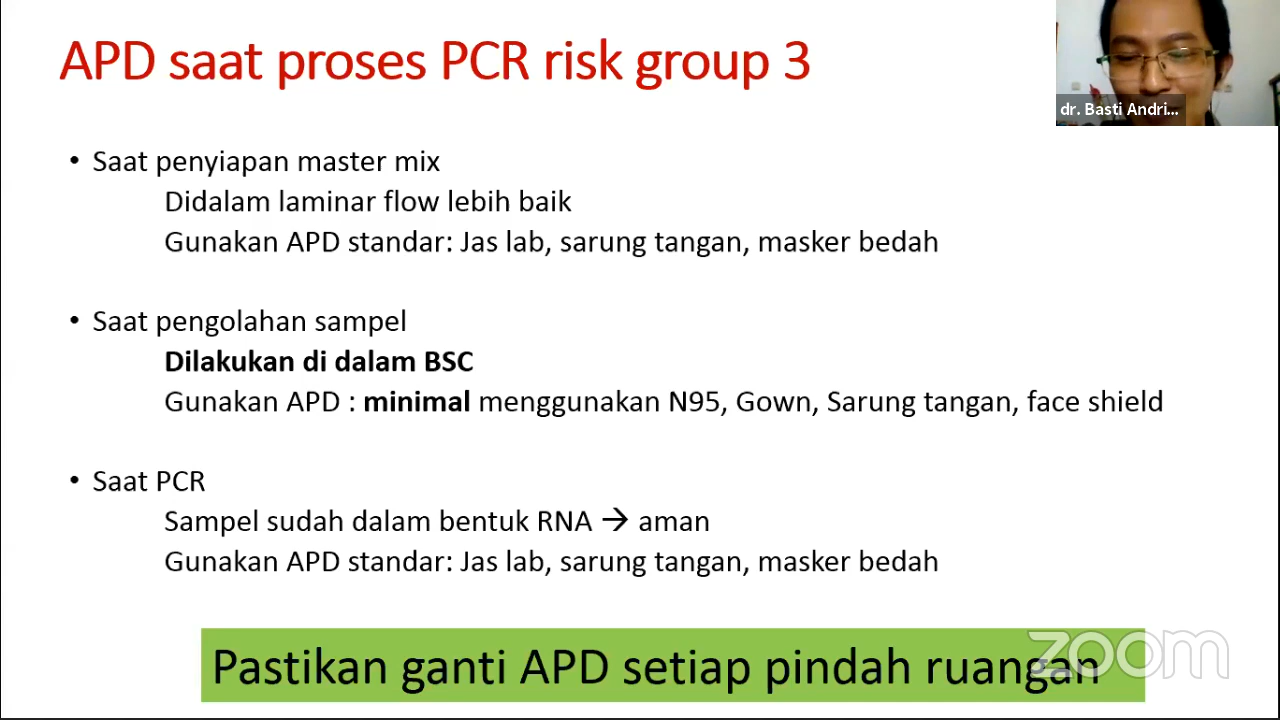 APD saat proses PCR risk group 3
dr. Basti Andri...
• Saat penyiapan master mix
Didalam laminar flow lebih baik
Gunakan APD standar: Jas lab, sarung tangan, masker bedah
• Saat pengolahan sampel
Dilakukan di dalam BSC
Gunakan APD : minimal menggunakan N95, Gown, Sarung tangan, face shield
• Saat PCR
Sampel sudah dalam bentuk RNA → aman
Gunakan APD standar: Jas lab, sarung tangan, masker bedah
Pastikan ganti APD setiap pindah ruangan
zoom